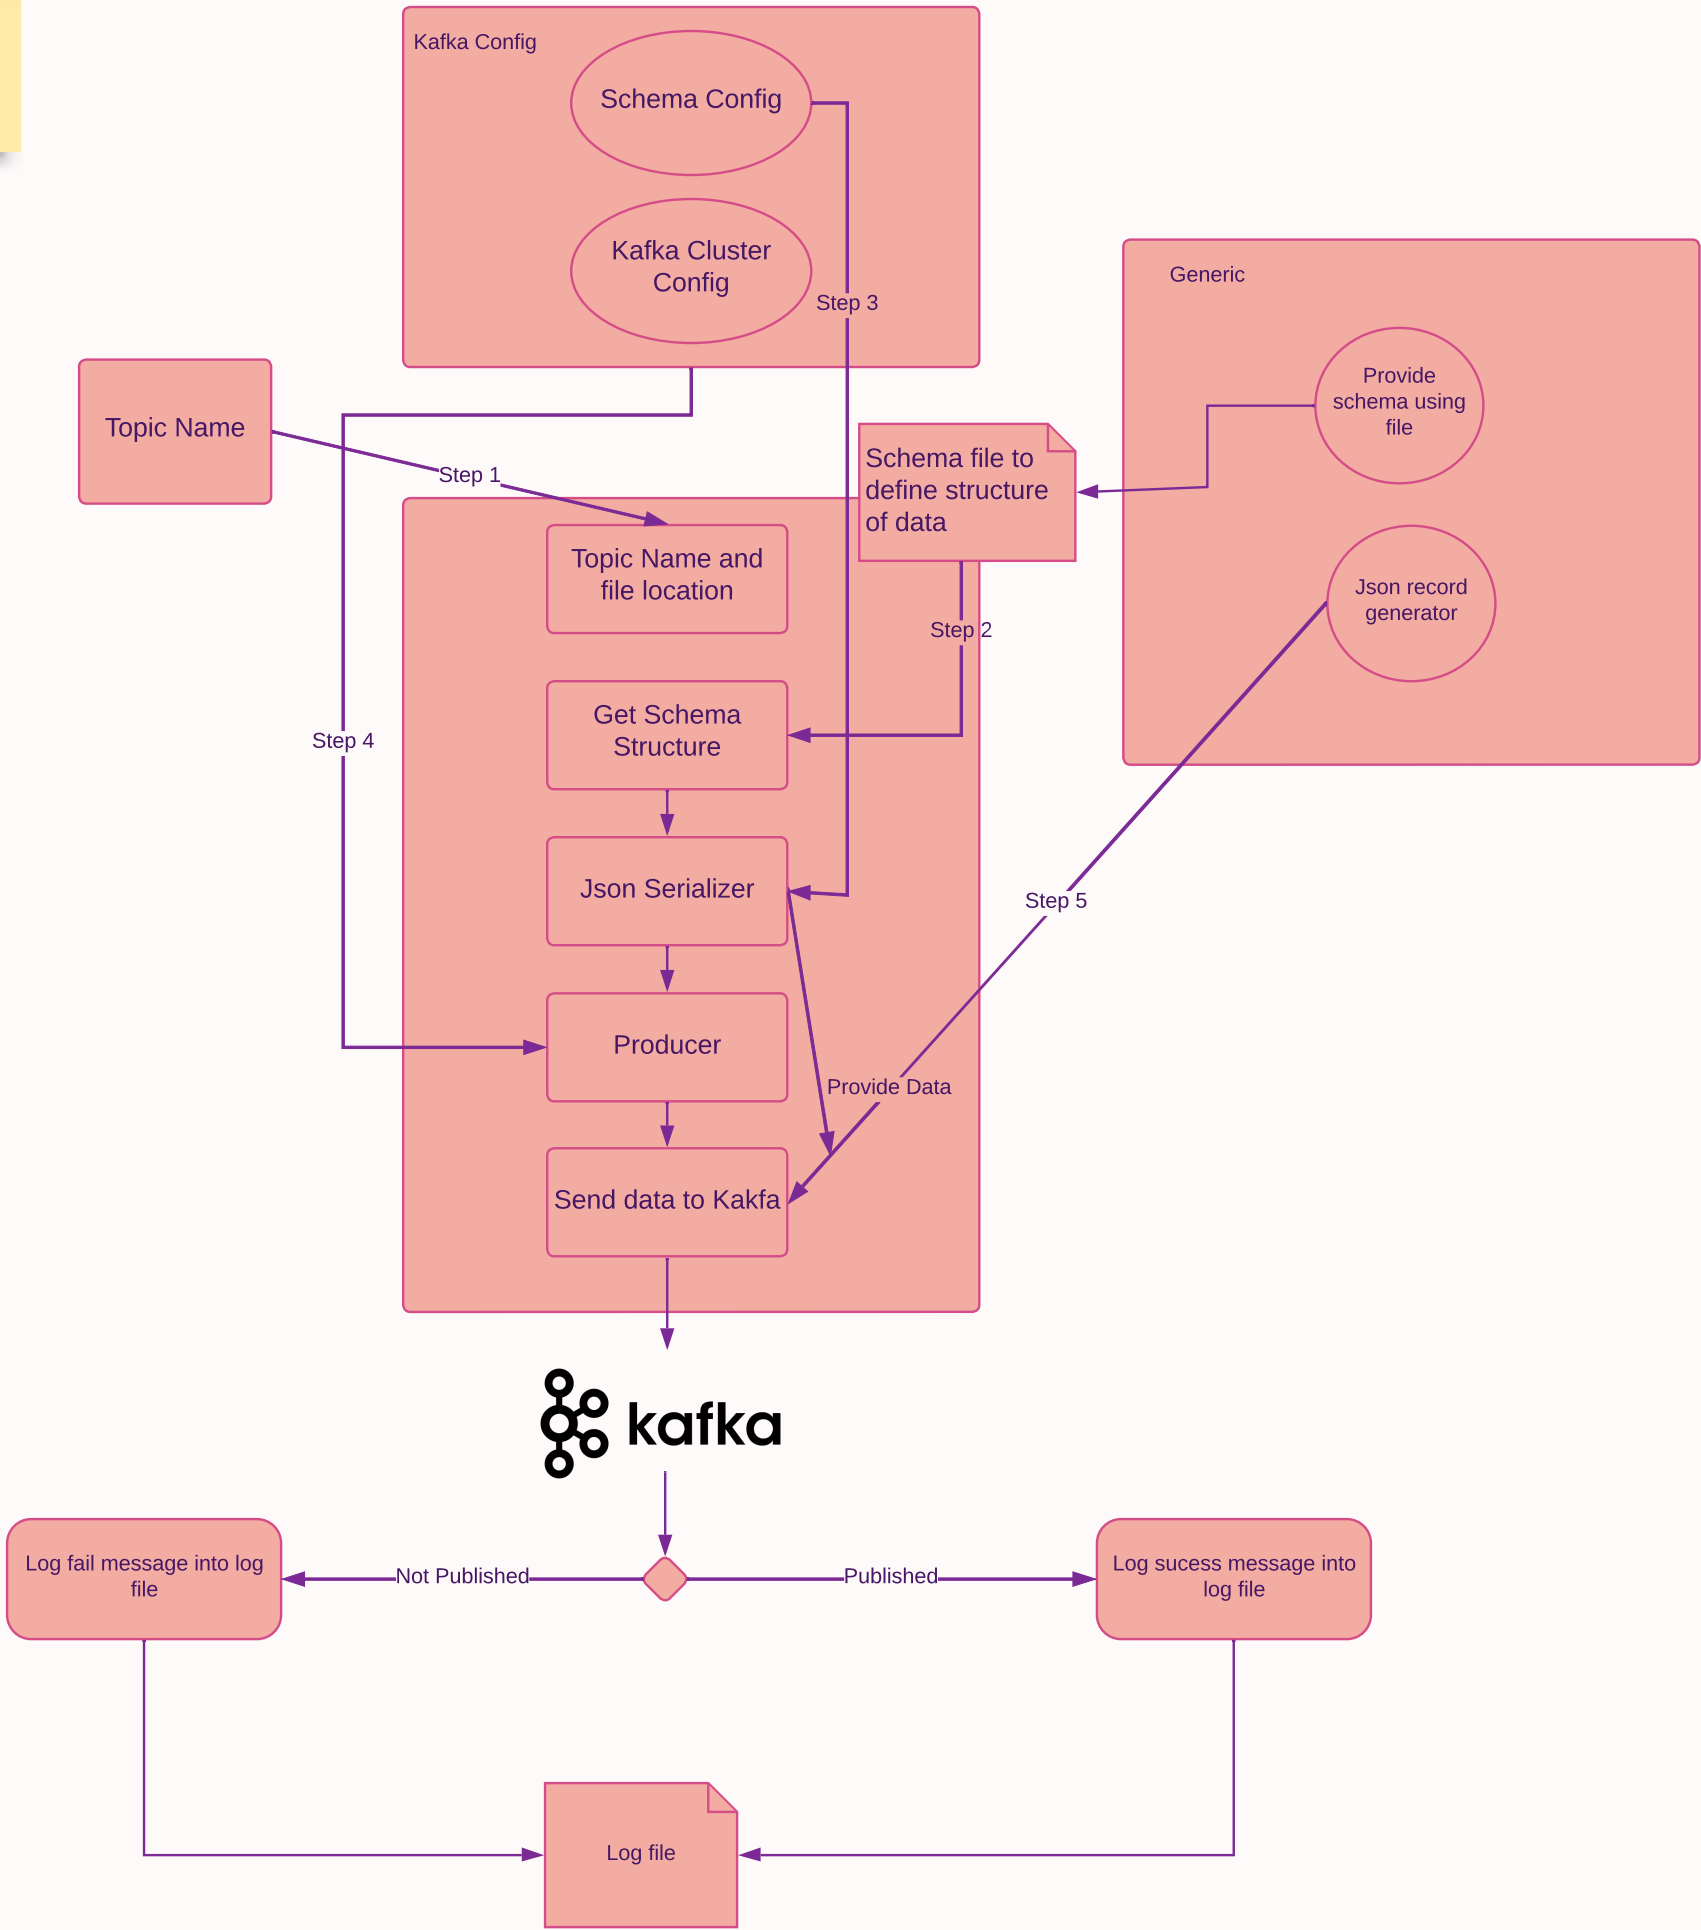 Kafka Config
Schema Config
Kafka Cluster
Config
Step 3
Generic
Provide
schema using
file
Topic Name
Step 1
Schema file to
define structure
of data
Topic Name and
file location
Json record
generator
Step 2
Get Schema
Structure
Step 4
Json Serializer
Step 5
Producer
Provide Data
Send data to Kakfa
kafka
Log fail message into log
file
Not Published
Published
Log sucess message into
log file
Log file